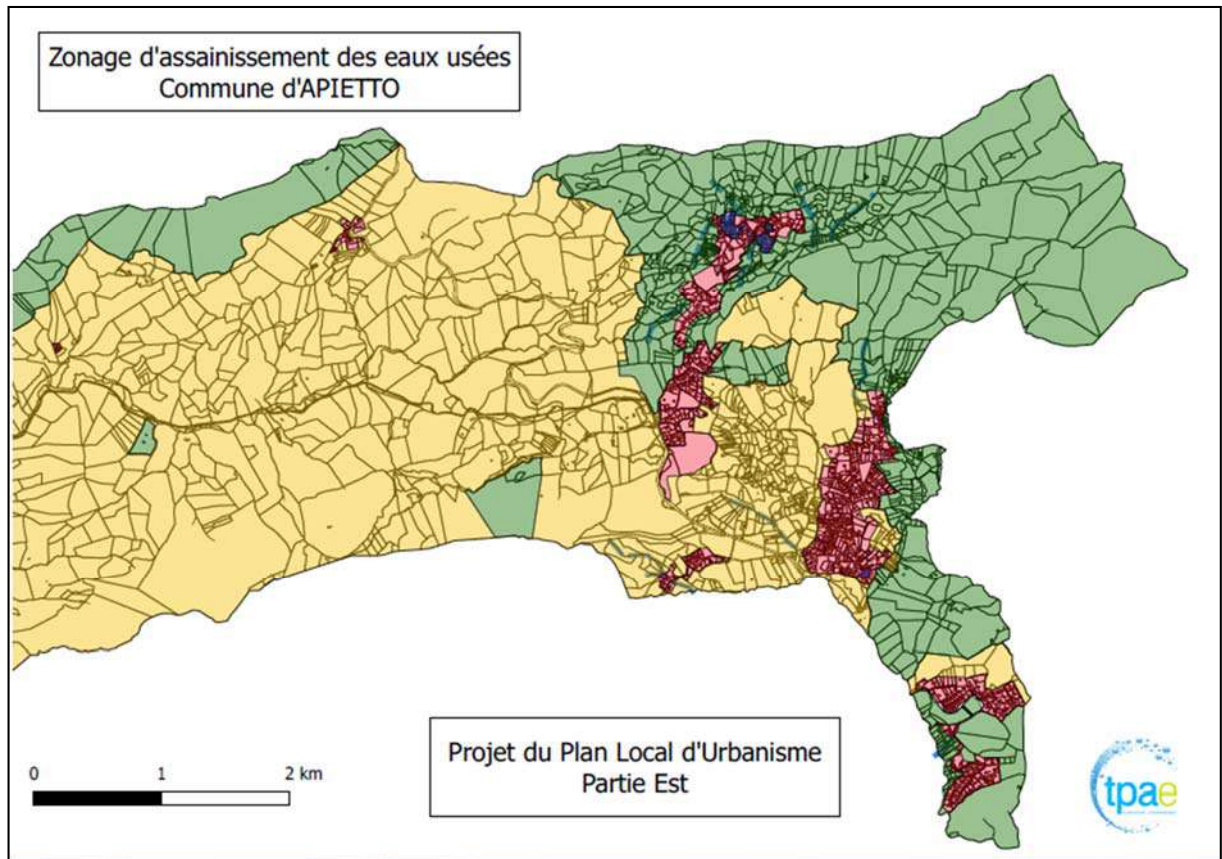 Zonage d'assainissement des eaux usées
Commune d'APIETTO
0 1 2 km
Projet du Plan Local d'Urbanisme
Partie Est
tpae